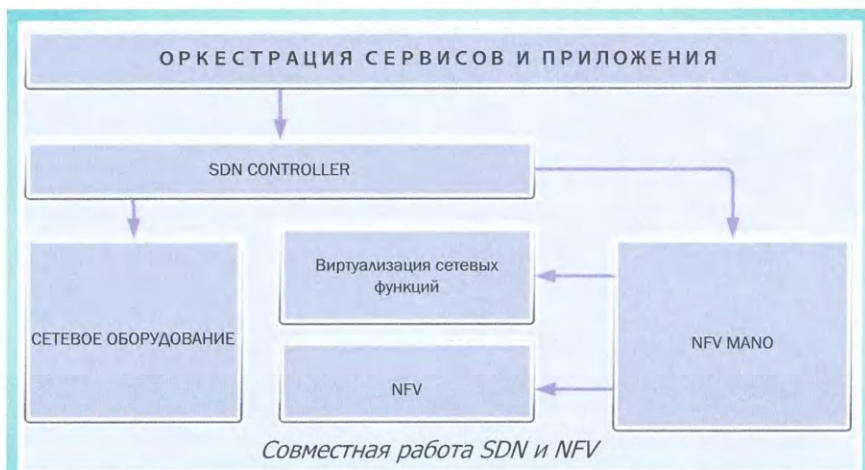 ОРКЕСТРАЦИЯ СЕРВИСОВ И ПРИЛОЖЕНИЯ
SDN CONTROLLER
СЕТЕВОЕ ОБОРУДОВАНИЕ
Виртуализация сетевых
функций
NFV
NFV MANO
Совместная работа SDN и NFV